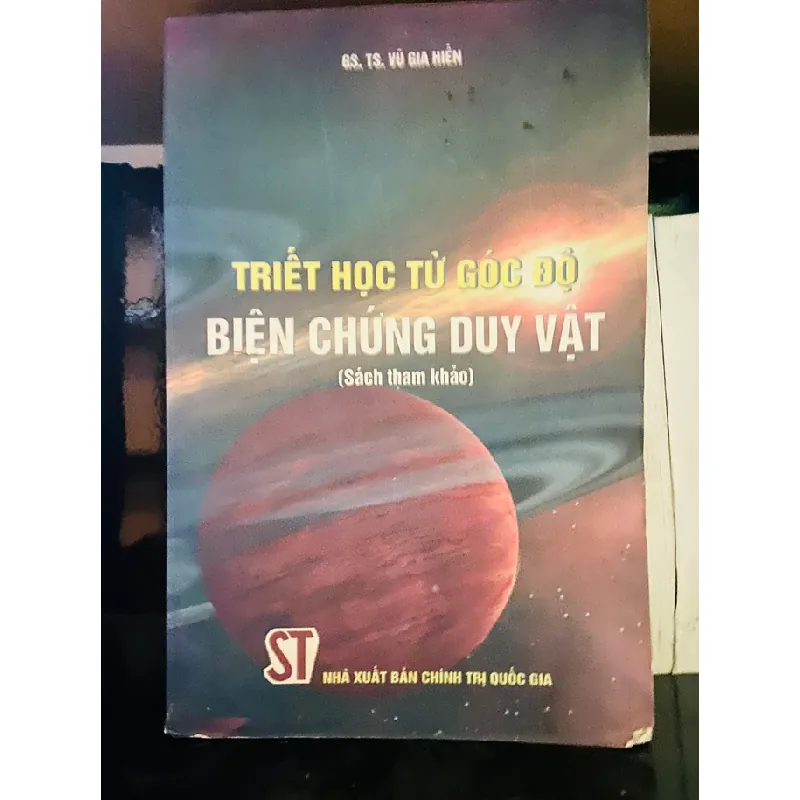 GS. TS. VŨ GIA HIỀN
TRIẾT HỌC TỪ GÓC ĐỘ
BIỆN CHỨNG DUY VẬT
(Sách tham khảo)
ST
NHÀ XUẤT BẢN CHÍNH TRỊ QUỐC GIA